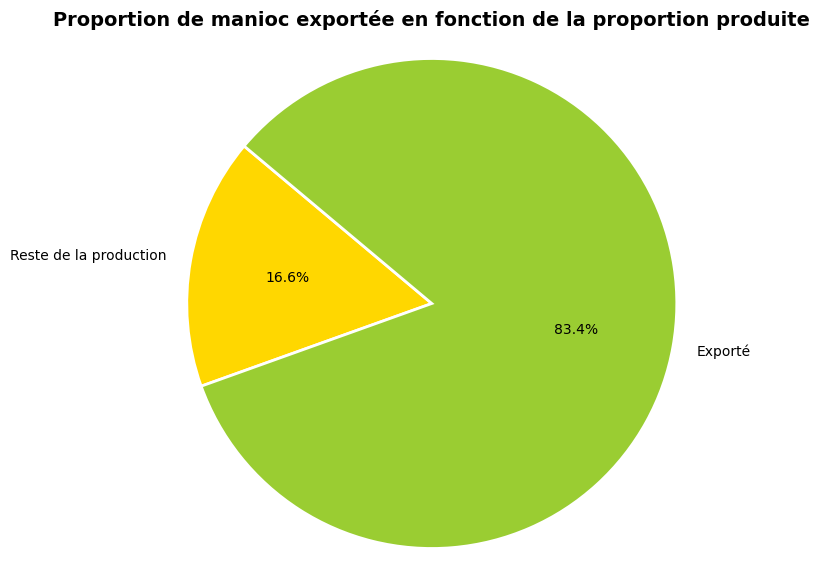 Proportion de manioc exportée en fonction de la proportion produite
Reste de la production
16.6%
83.4%
Exporté